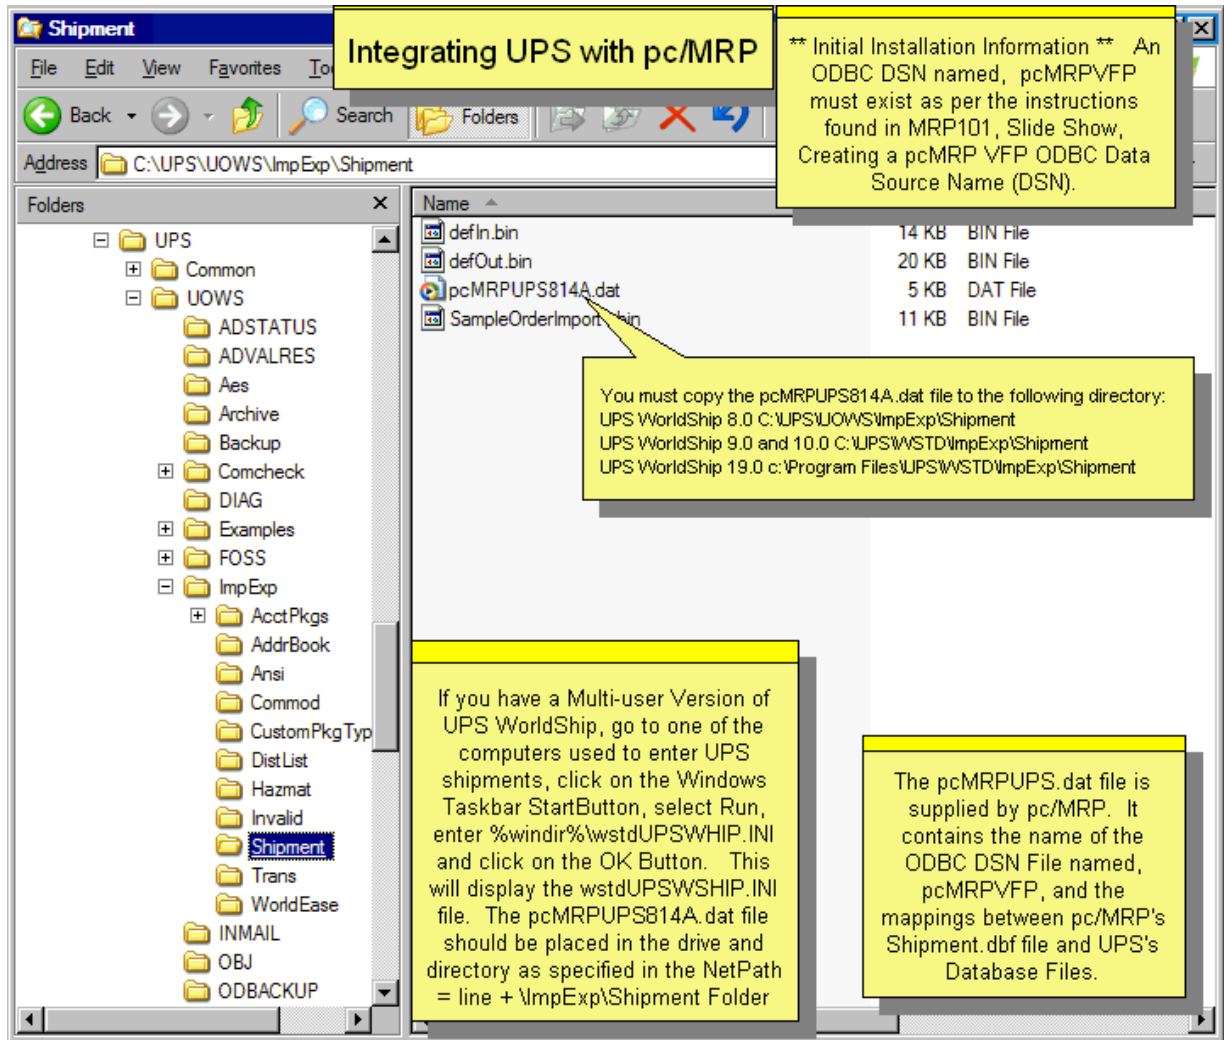 Shipment
Integrating UPS with pc/MRP
** Initial Installation Information **   An
ODBC DSN named,  pcMRPVFP
must exist as per the instructions
found in MRP101, Slide Show,
Creating a pcMRP VFP ODBC Data
Source Name (DSN).
File Edit View Favorites
Back Search Folders
Address C:\UPS\UOWS\ImpExp\Shipment
Folders
UPS
Common
UOWS
ADSTATUS
ADVALRES
Aes
Archive
Backup
Comcheck
DIAG
Examples
FOSS
ImpExp
AcctPkgs
AddrBook
Ansi
Commod
CustomPkgTyp
DistList
Hazmat
Invalid
Shipment
Trans
WorldEase
INMAIL
OBJ
ODBACKUP
Name
defIn.bin 14 KB BIN File
defOut.bin 20 KB BIN File
pcMRPUPS814A.dat 5 KB DAT File
SampleOrderImport bin 11 KB BIN File
You must copy the pcMRPUPS814A.dat file to the following directory:
UPS WorldShip 8.0 C:\UPS\UOWS\ImpExp\Shipment
UPS WorldShip 9.0 and 10.0 C:\UPS\WSTD\ImpExp\Shipment
UPS WorldShip 19.0 c:\Program Files\UPS\WSTD\ImpExp\Shipment
If you have a Multi-user Version of
UPS WorldShip, go to one of the
computers used to enter UPS
shipments, click on the Windows
Taskbar StartButton, select Run,
enter %windir%\wstdUPSWHIP.INI
and click on the OK Button.   This
will display the wstdUPSWSHIP.INI
file.  The pcMRPUPS814A.dat file
should be placed in the drive and
directory as specified in the NetPath
= line + \ImpExp\Shipment Folder
The pcMRPUPS.dat file is
supplied by pc/MRP.  It
contains the name of the
ODBC DSN File named,
pcMRPVFP, and the
mappings between pc/MRP's
Shipment.dbf file and UPS's
Database Files.